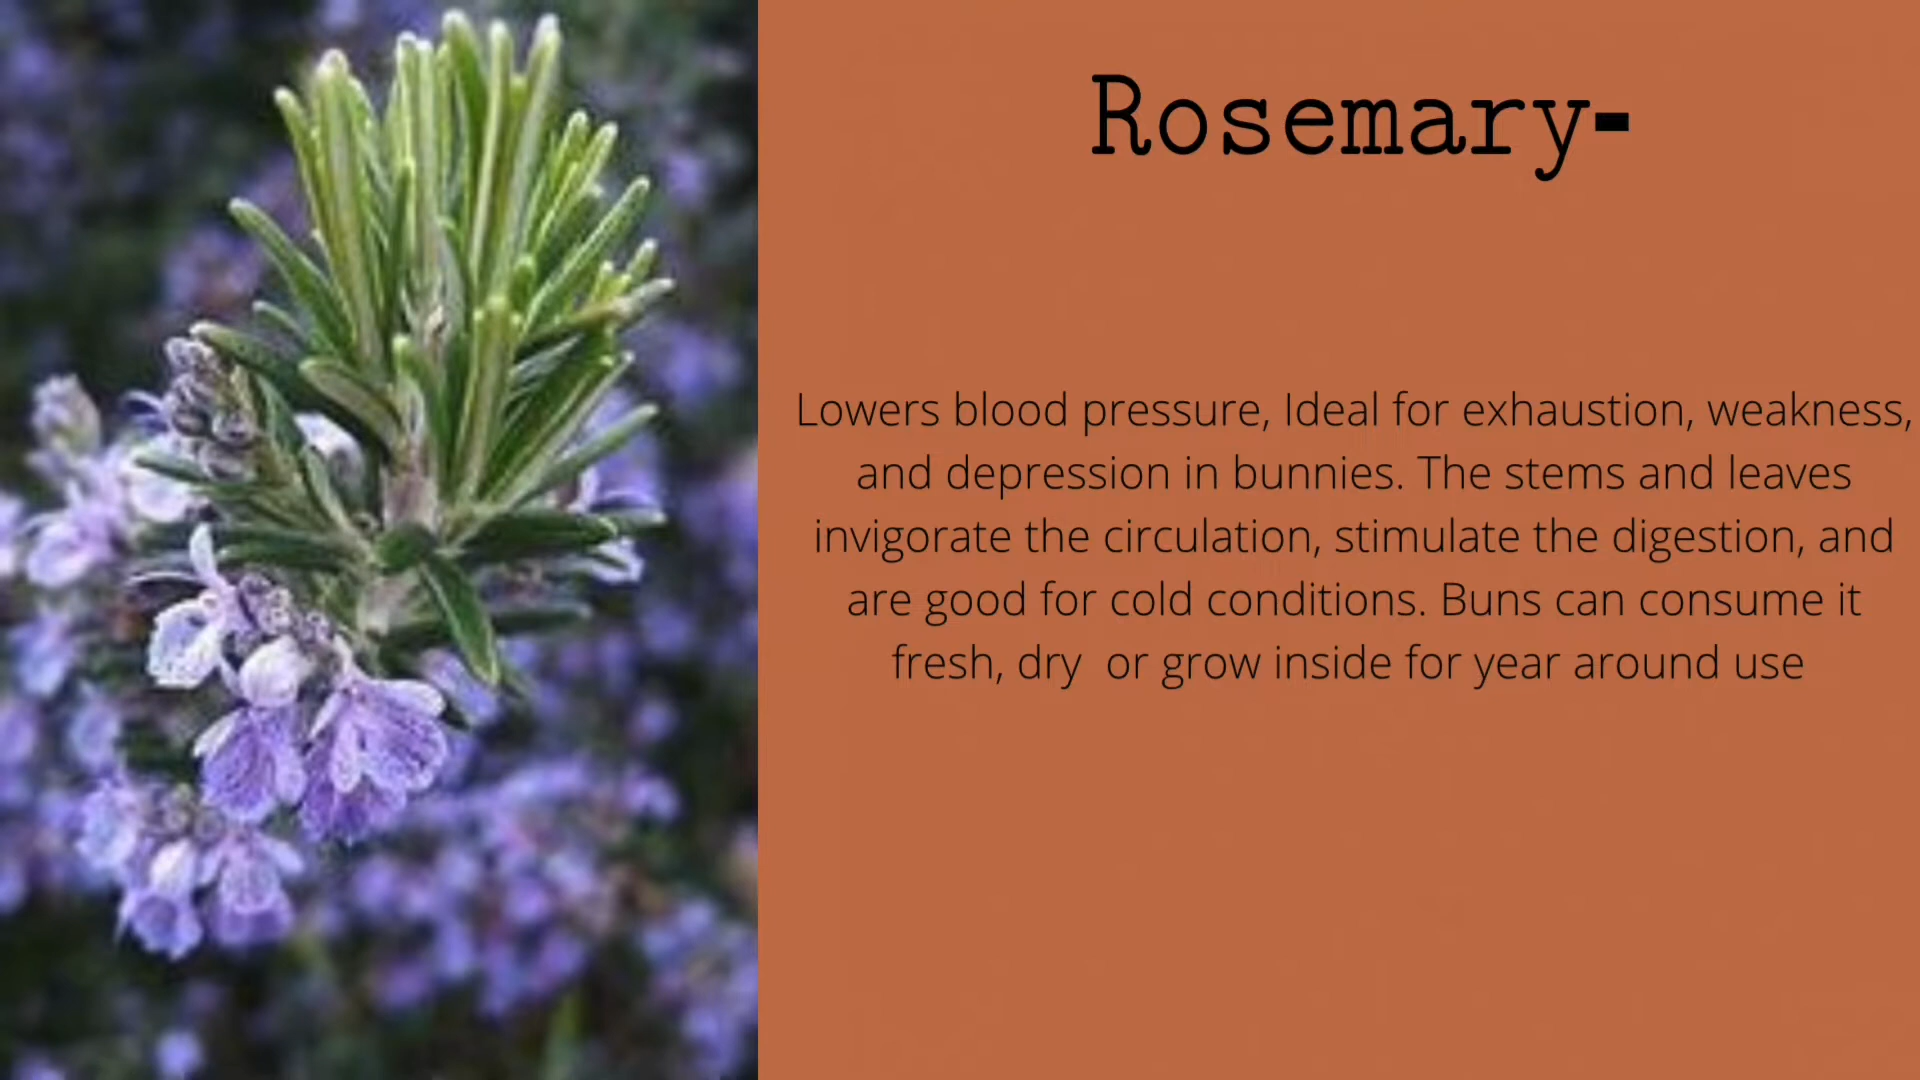 Rosemary-
Lowers blood pressure, Ideal for exhaustion, weakness,
and depression in bunnies. The stems and leaves
invigorate the circulation, stimulate the digestion, and
are good for cold conditions. Buns can consume it
fresh, dry  or grow inside for year around use